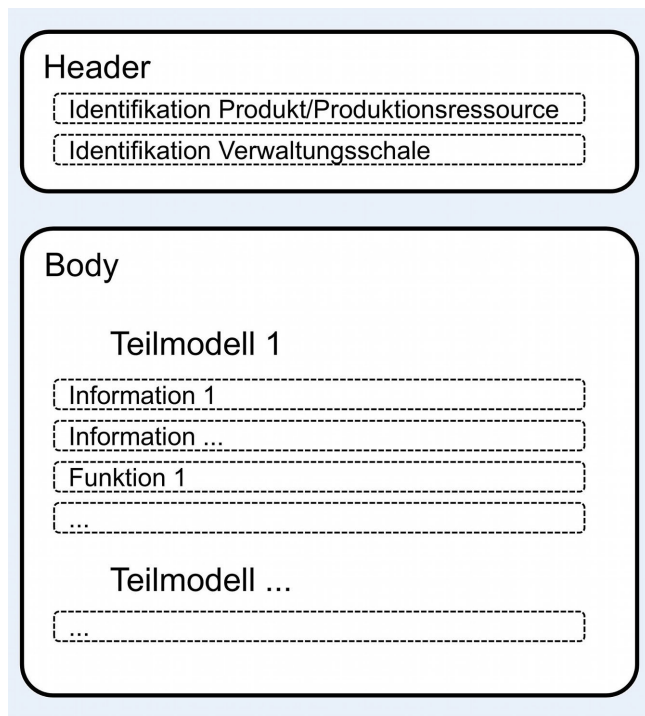 Header
Identifikation Produkt/Produktionsressource
Identifikation Verwaltungsschale
Body
Teilmodell 1
Information 1
Information ...
Funktion 1
...
Teilmodell ...
...